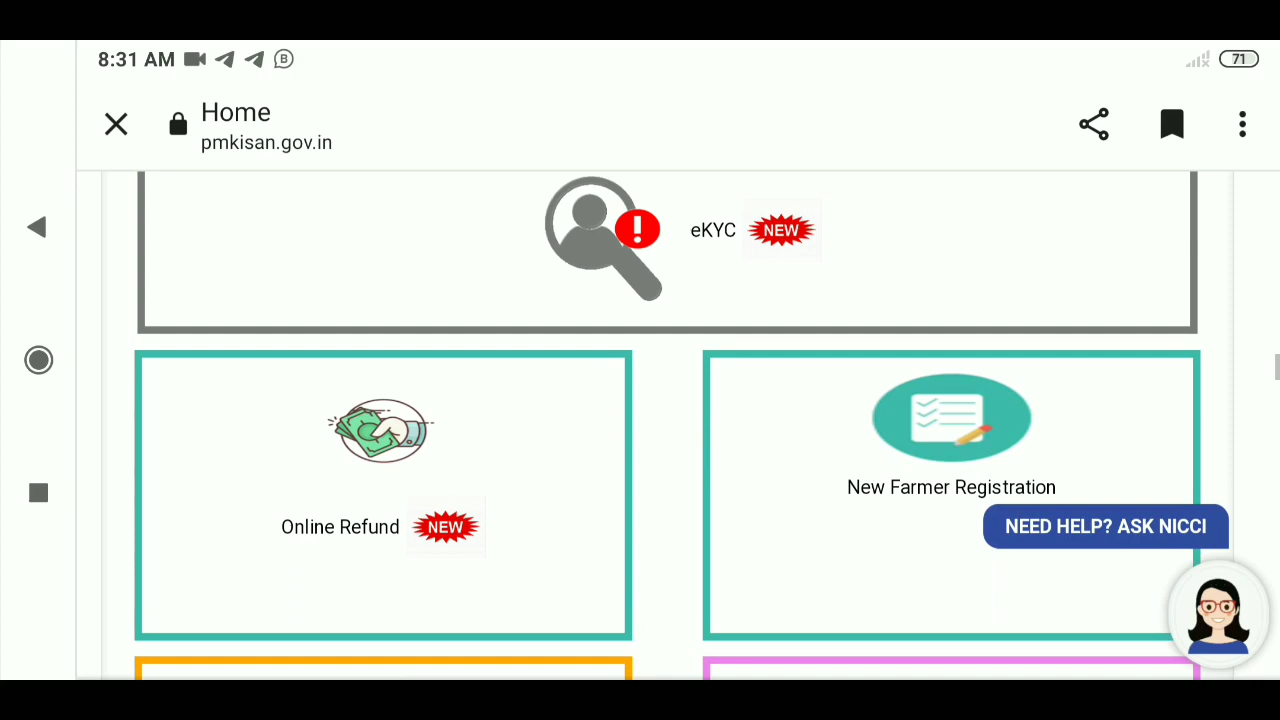 8:31 AM
B
71
Home
pmkisan.gov.in
eKYC
NEW
Online Refund
NEW
New Farmer Registration
NEED HELP? ASK NICCI